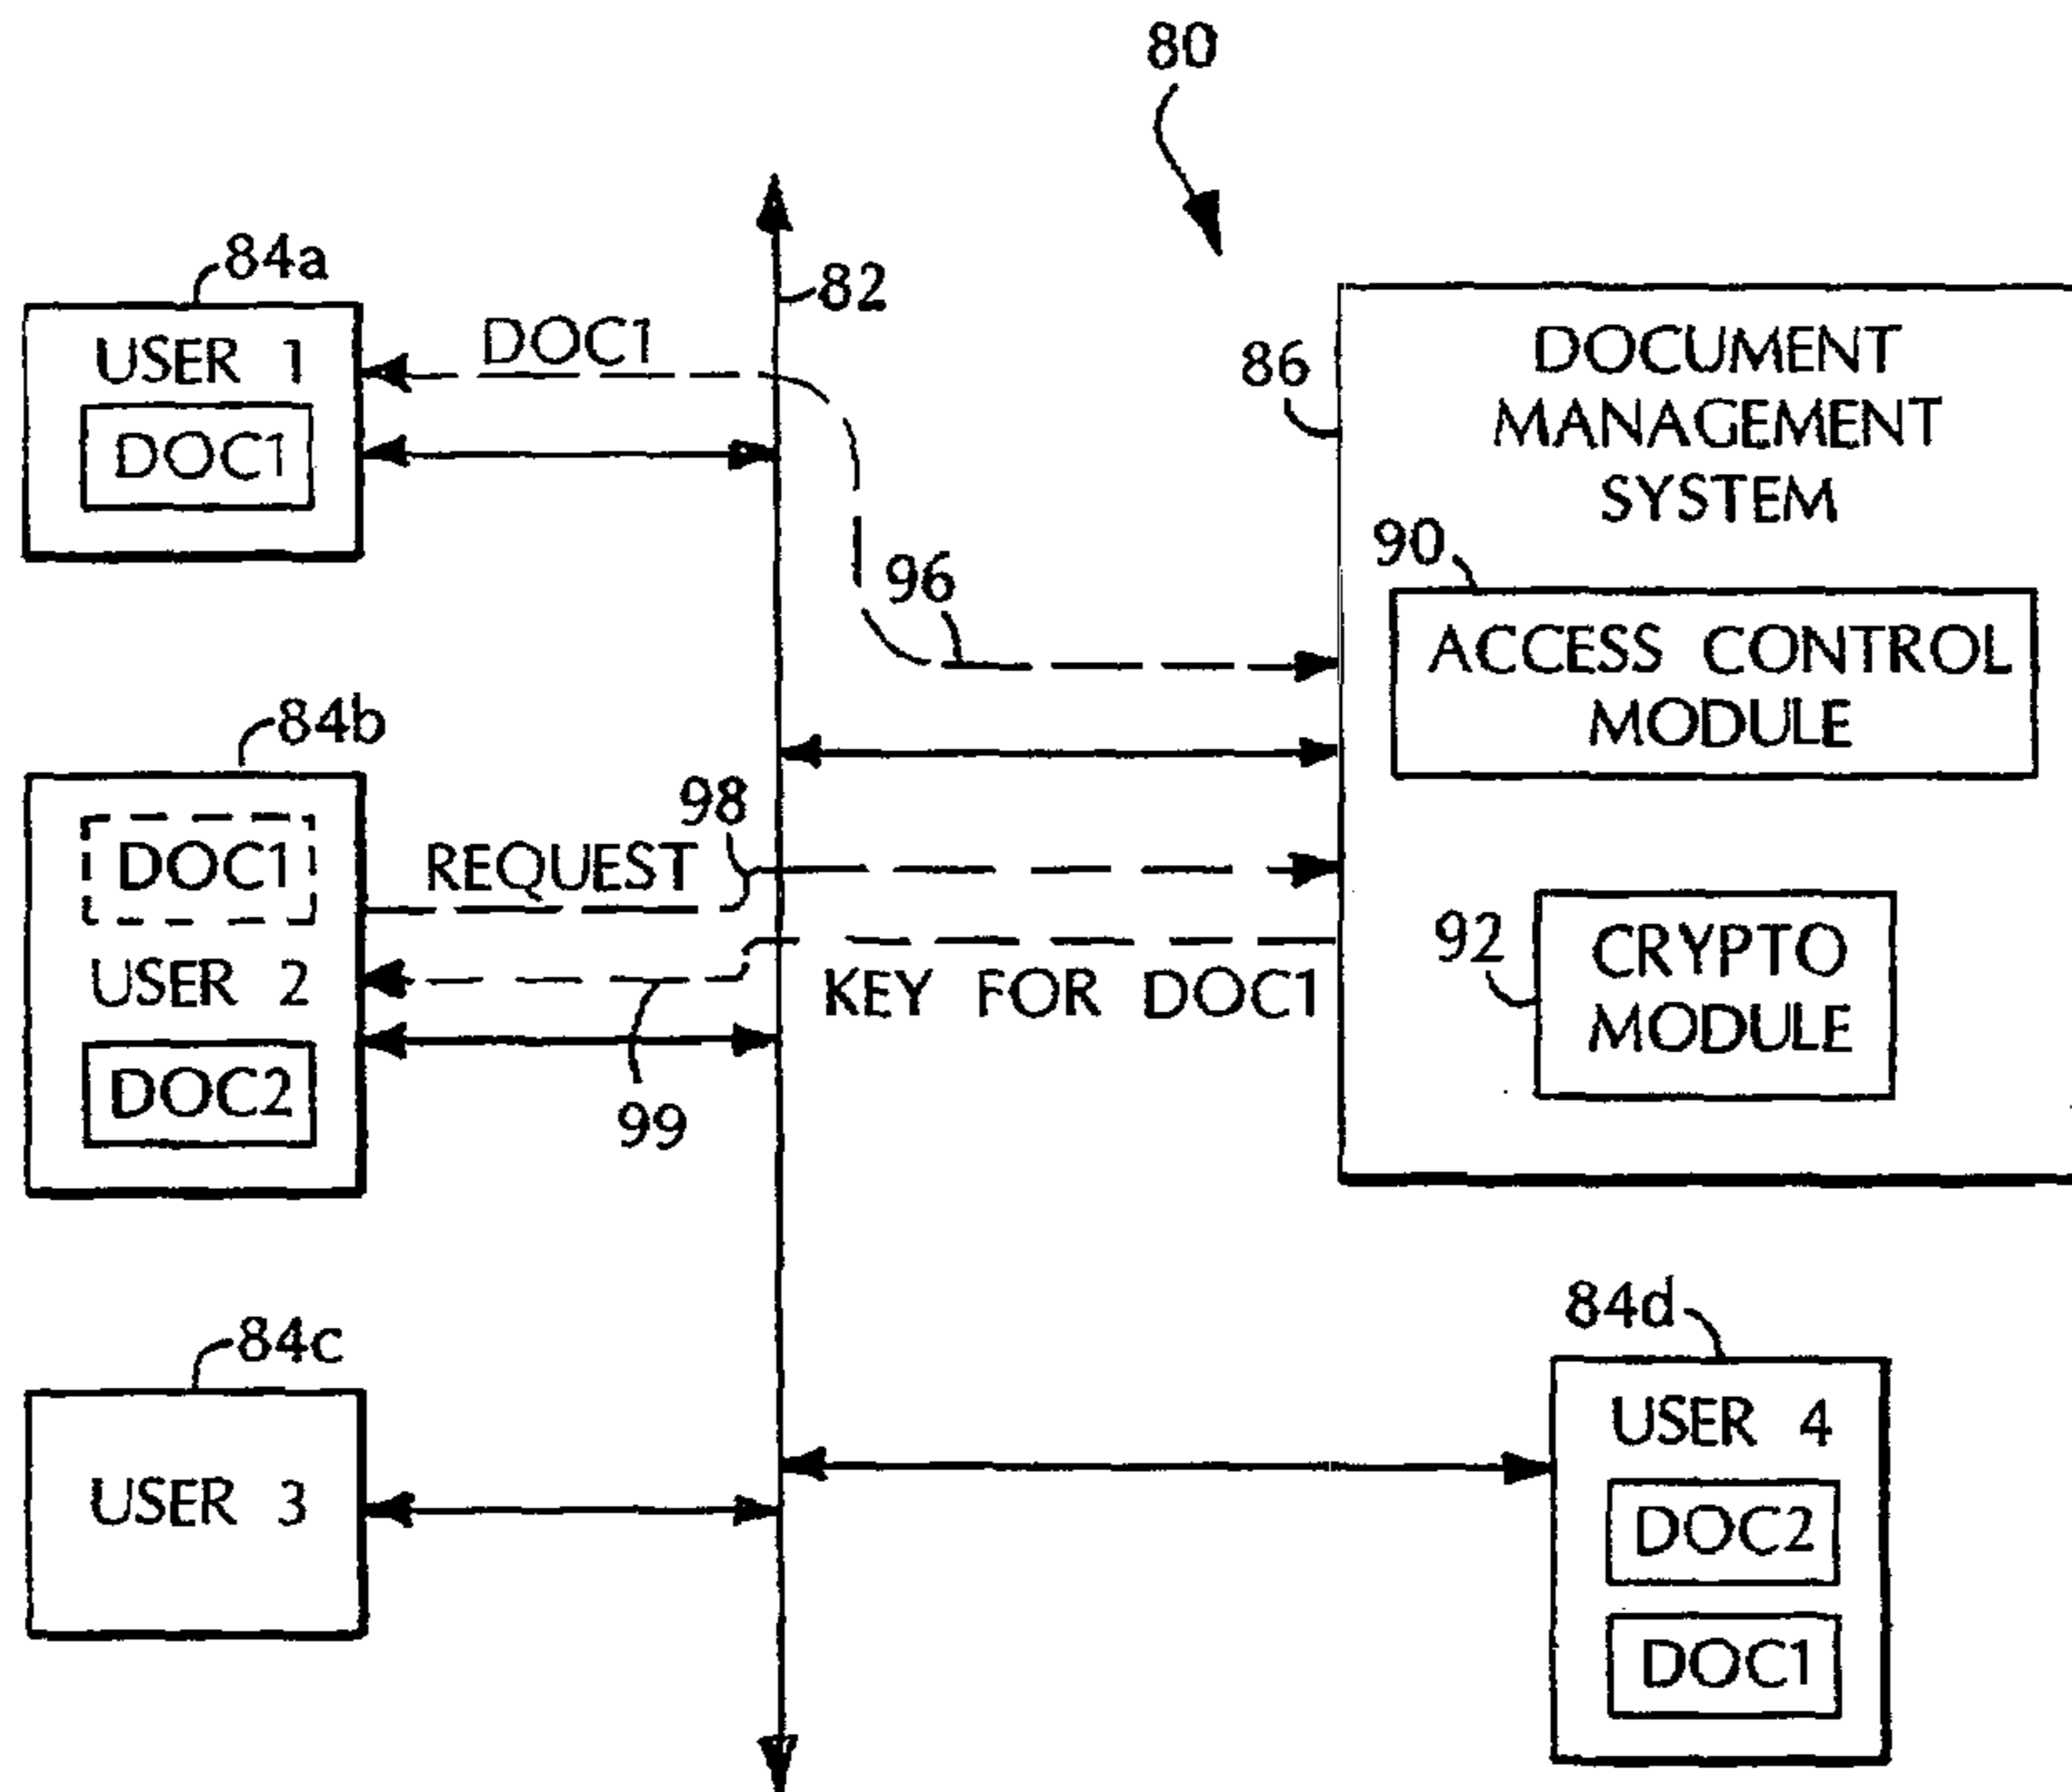 80
84a
82
USER 1
DOC1
DOC1
86
DOCUMENT
MANAGEMENT
SYSTEM
90
96
ACCESS CONTROL
MODULE
84b
98
DOC1
REQUEST
USER 2
KEY FOR DOC1
92
CRYPTO
MODULE
DOC2
99
84c
84d
USER 3
USER 4
DOC2
DOC1